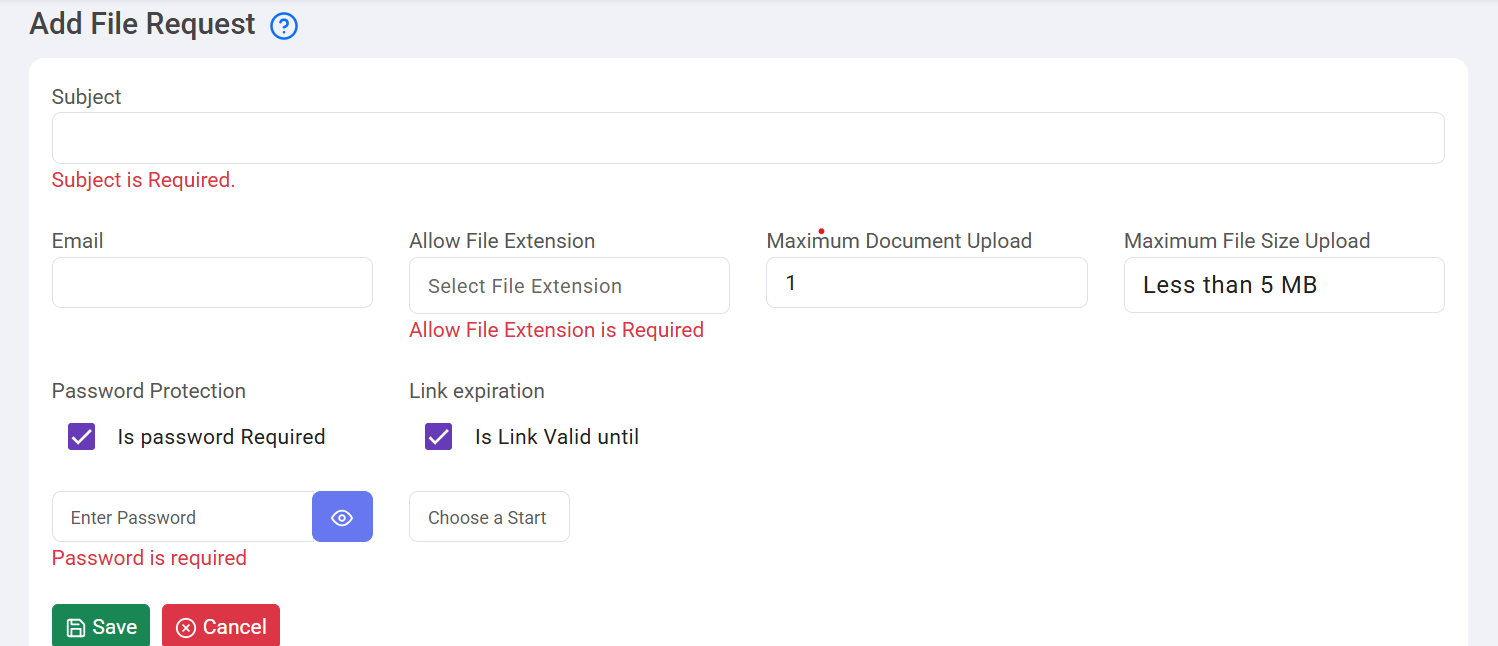 Add File Request ?
Subject
Subject is Required.
Email Allow File Extension Maximum Document Upload Maximum File Size Upload
Select File Extension 1 Less than 5 MB
Allow File Extension is Required
Password Protection Link expiration
Is password Required Is Link Valid until
Enter Password Choose a Start
Password is required
Save Cancel